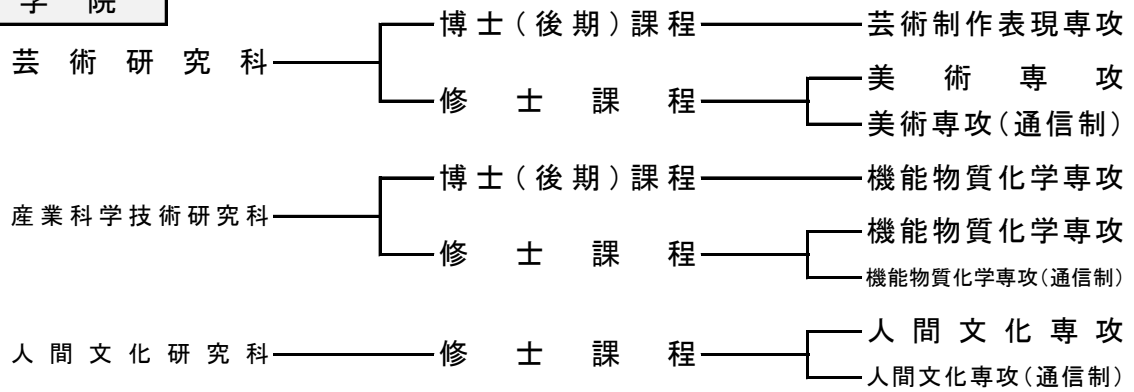 学 院
芸術研究科 博士(後期)課程 芸術制作表現専攻
修士課程 美術専攻
美術専攻(通信制)
産業科学技術研究科 博士(後期)課程 機能物質化学専攻
修士課程 機能物質化学専攻
機能物質化学専攻(通信制)
人間文化研究科 修士課程 人間文化専攻
人間文化専攻(通信制)